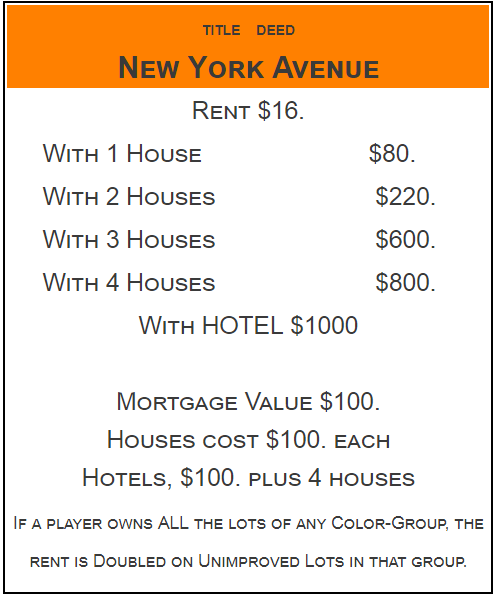 TITLE DEED
NEW YORK AVENUE
RENT $16.
WITH 1 HOUSE $80.
WITH 2 HOUSES $220.
WITH 3 HOUSES $600.
WITH 4 HOUSES $800.
WITH HOTEL $1000
MORTGAGE VALUE $100.
HOUSES COST $100. EACH
HOTELS, $100. PLUS 4 HOUSES
IF A PLAYER OWNS ALL THE LOTS OF ANY COLOR-GROUP, THE
RENT IS DOUBLED ON UNIMPROVED LOTS IN THAT GROUP.